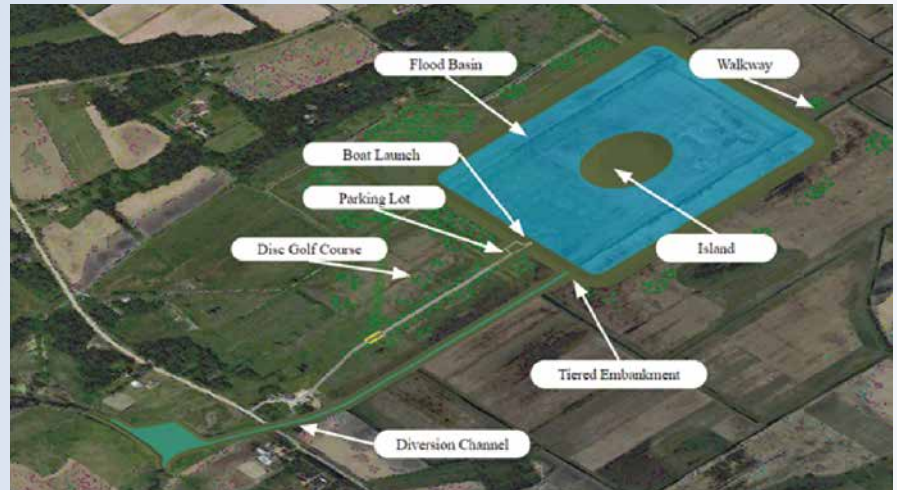 Flood Basin
Walkway
Boat Launch
Parking Lot
Disc Golf Course
Island
Tiered Embankment
Diversion Channel